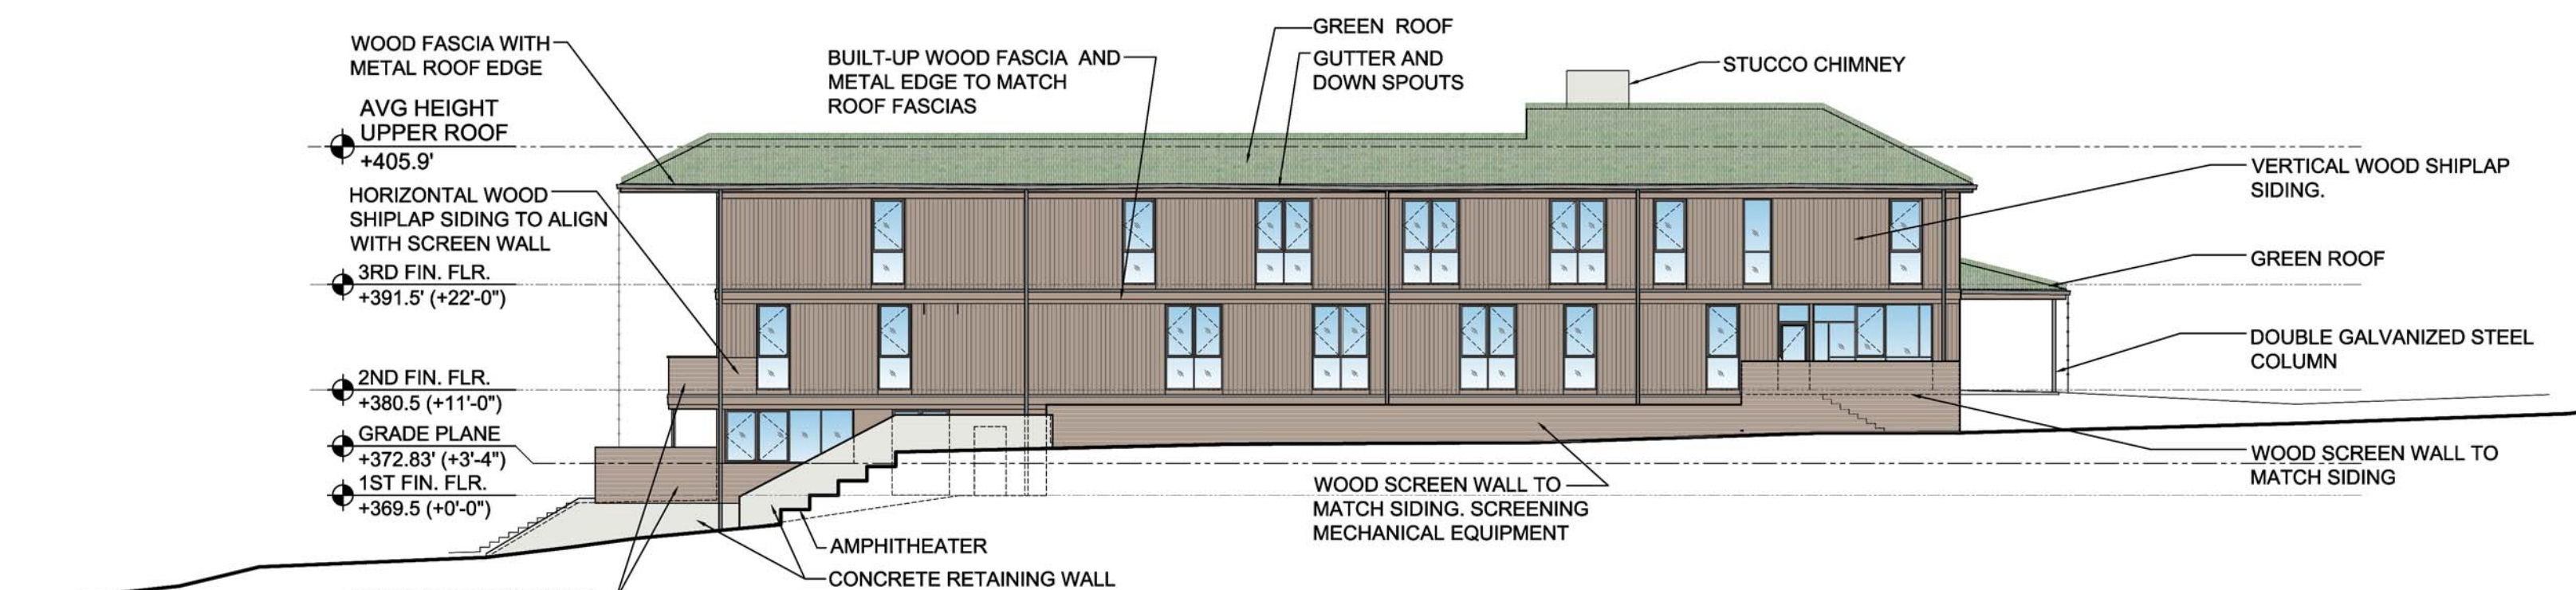 WOOD FASCIA WITH
METAL ROOF EDGE
AVG HEIGHT
UPPER ROOF
+405.9'
HORIZONTAL WOOD
SHIPLAP SIDING TO ALIGN
WITH SCREEN WALL
3RD FIN. FLR.
+391.5' (+22'-0")
2ND FIN. FLR.
+380.5 (+11'-0")
GRADE PLANE
+372.83' (+3'-4")
1ST FIN. FLR.
+369.5 (+0'-0")
BUILT-UP WOOD FASCIA AND
METAL EDGE TO MATCH
ROOF FASCIAS
GREEN ROOF
GUTTER AND
DOWN SPOUTS
STUCCO CHIMNEY
VERTICAL WOOD SHIPLAP
SIDING.
GREEN ROOF
DOUBLE GALVANIZED STEEL
COLUMN
WOOD SCREEN WALL TO
MATCH SIDING
WOOD SCREEN WALL TO
MATCH SIDING. SCREENING
MECHANICAL EQUIPMENT
AMPHITHEATER
CONCRETE RETAINING WALL